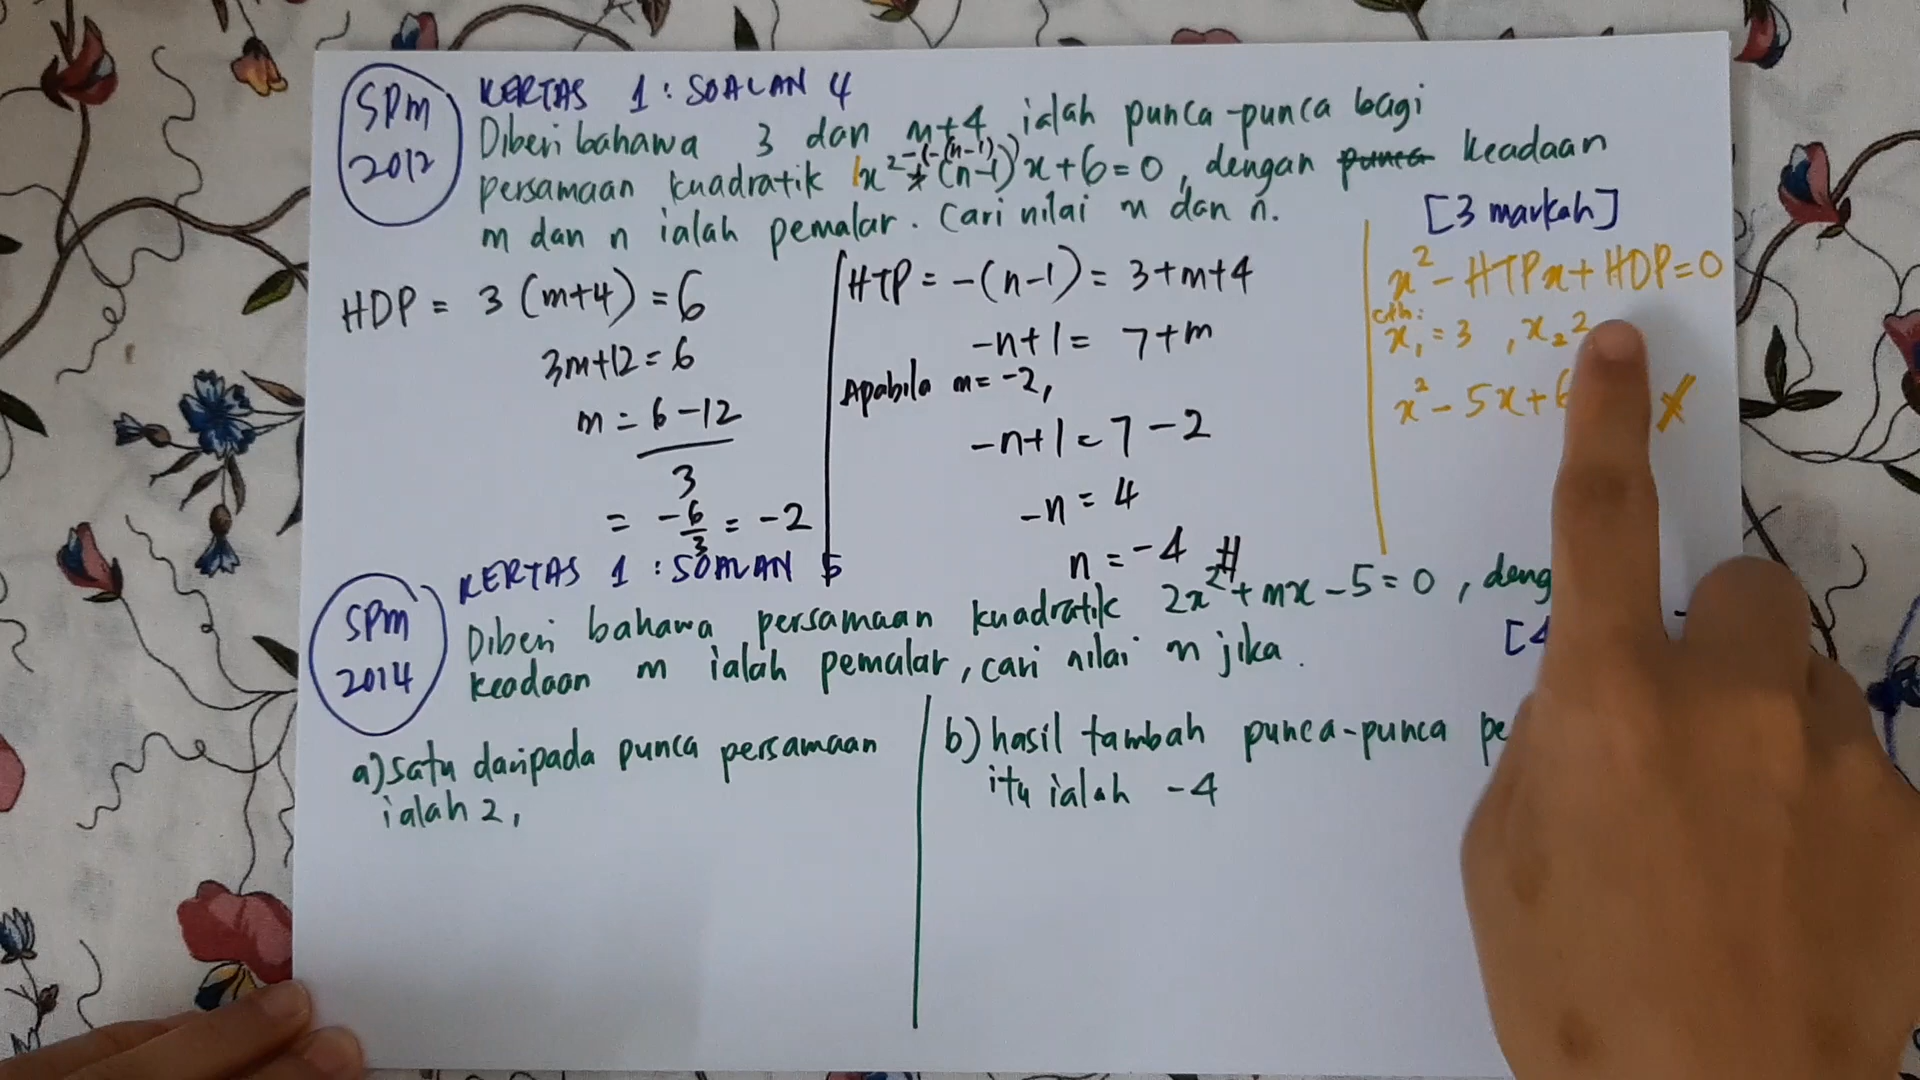 SPM 2012
KERTAS 1 : SOALAN 4
Diberi bahawa 3 dan m+4 ialah punca-punca bagi
persamaan kuadratik 1x² + (n-1)x+6=0, dengan keadaan
-(-(n-1))
m dan n ialah pemalar. Cari nilai m dan n.
[3 markah]
HDP = 3(m+4) = 6
3m+12 = 6
m = 6-12
3
= -6/3 = -2
HTP = -(n-1) = 3+m+4
-n+1 = 7+m
Apabila m = -2,
-n+1 = 7-2
-n = 4
n = -4 #
x² - HTPx + HDP = 0
cth:
x₁ = 3 , x₂
x² - 5x + 6
SPM 2014
KERTAS 1 : SOALAN 5
Diberi bahawa persamaan kuadratik 2x² + mx - 5 = 0 , deng
keadaan m ialah pemalar, cari nilai m jika.
[4
a) satu daripada punca persamaan
ialah 2,
b) hasil tambah punca-punca pe
itu ialah -4